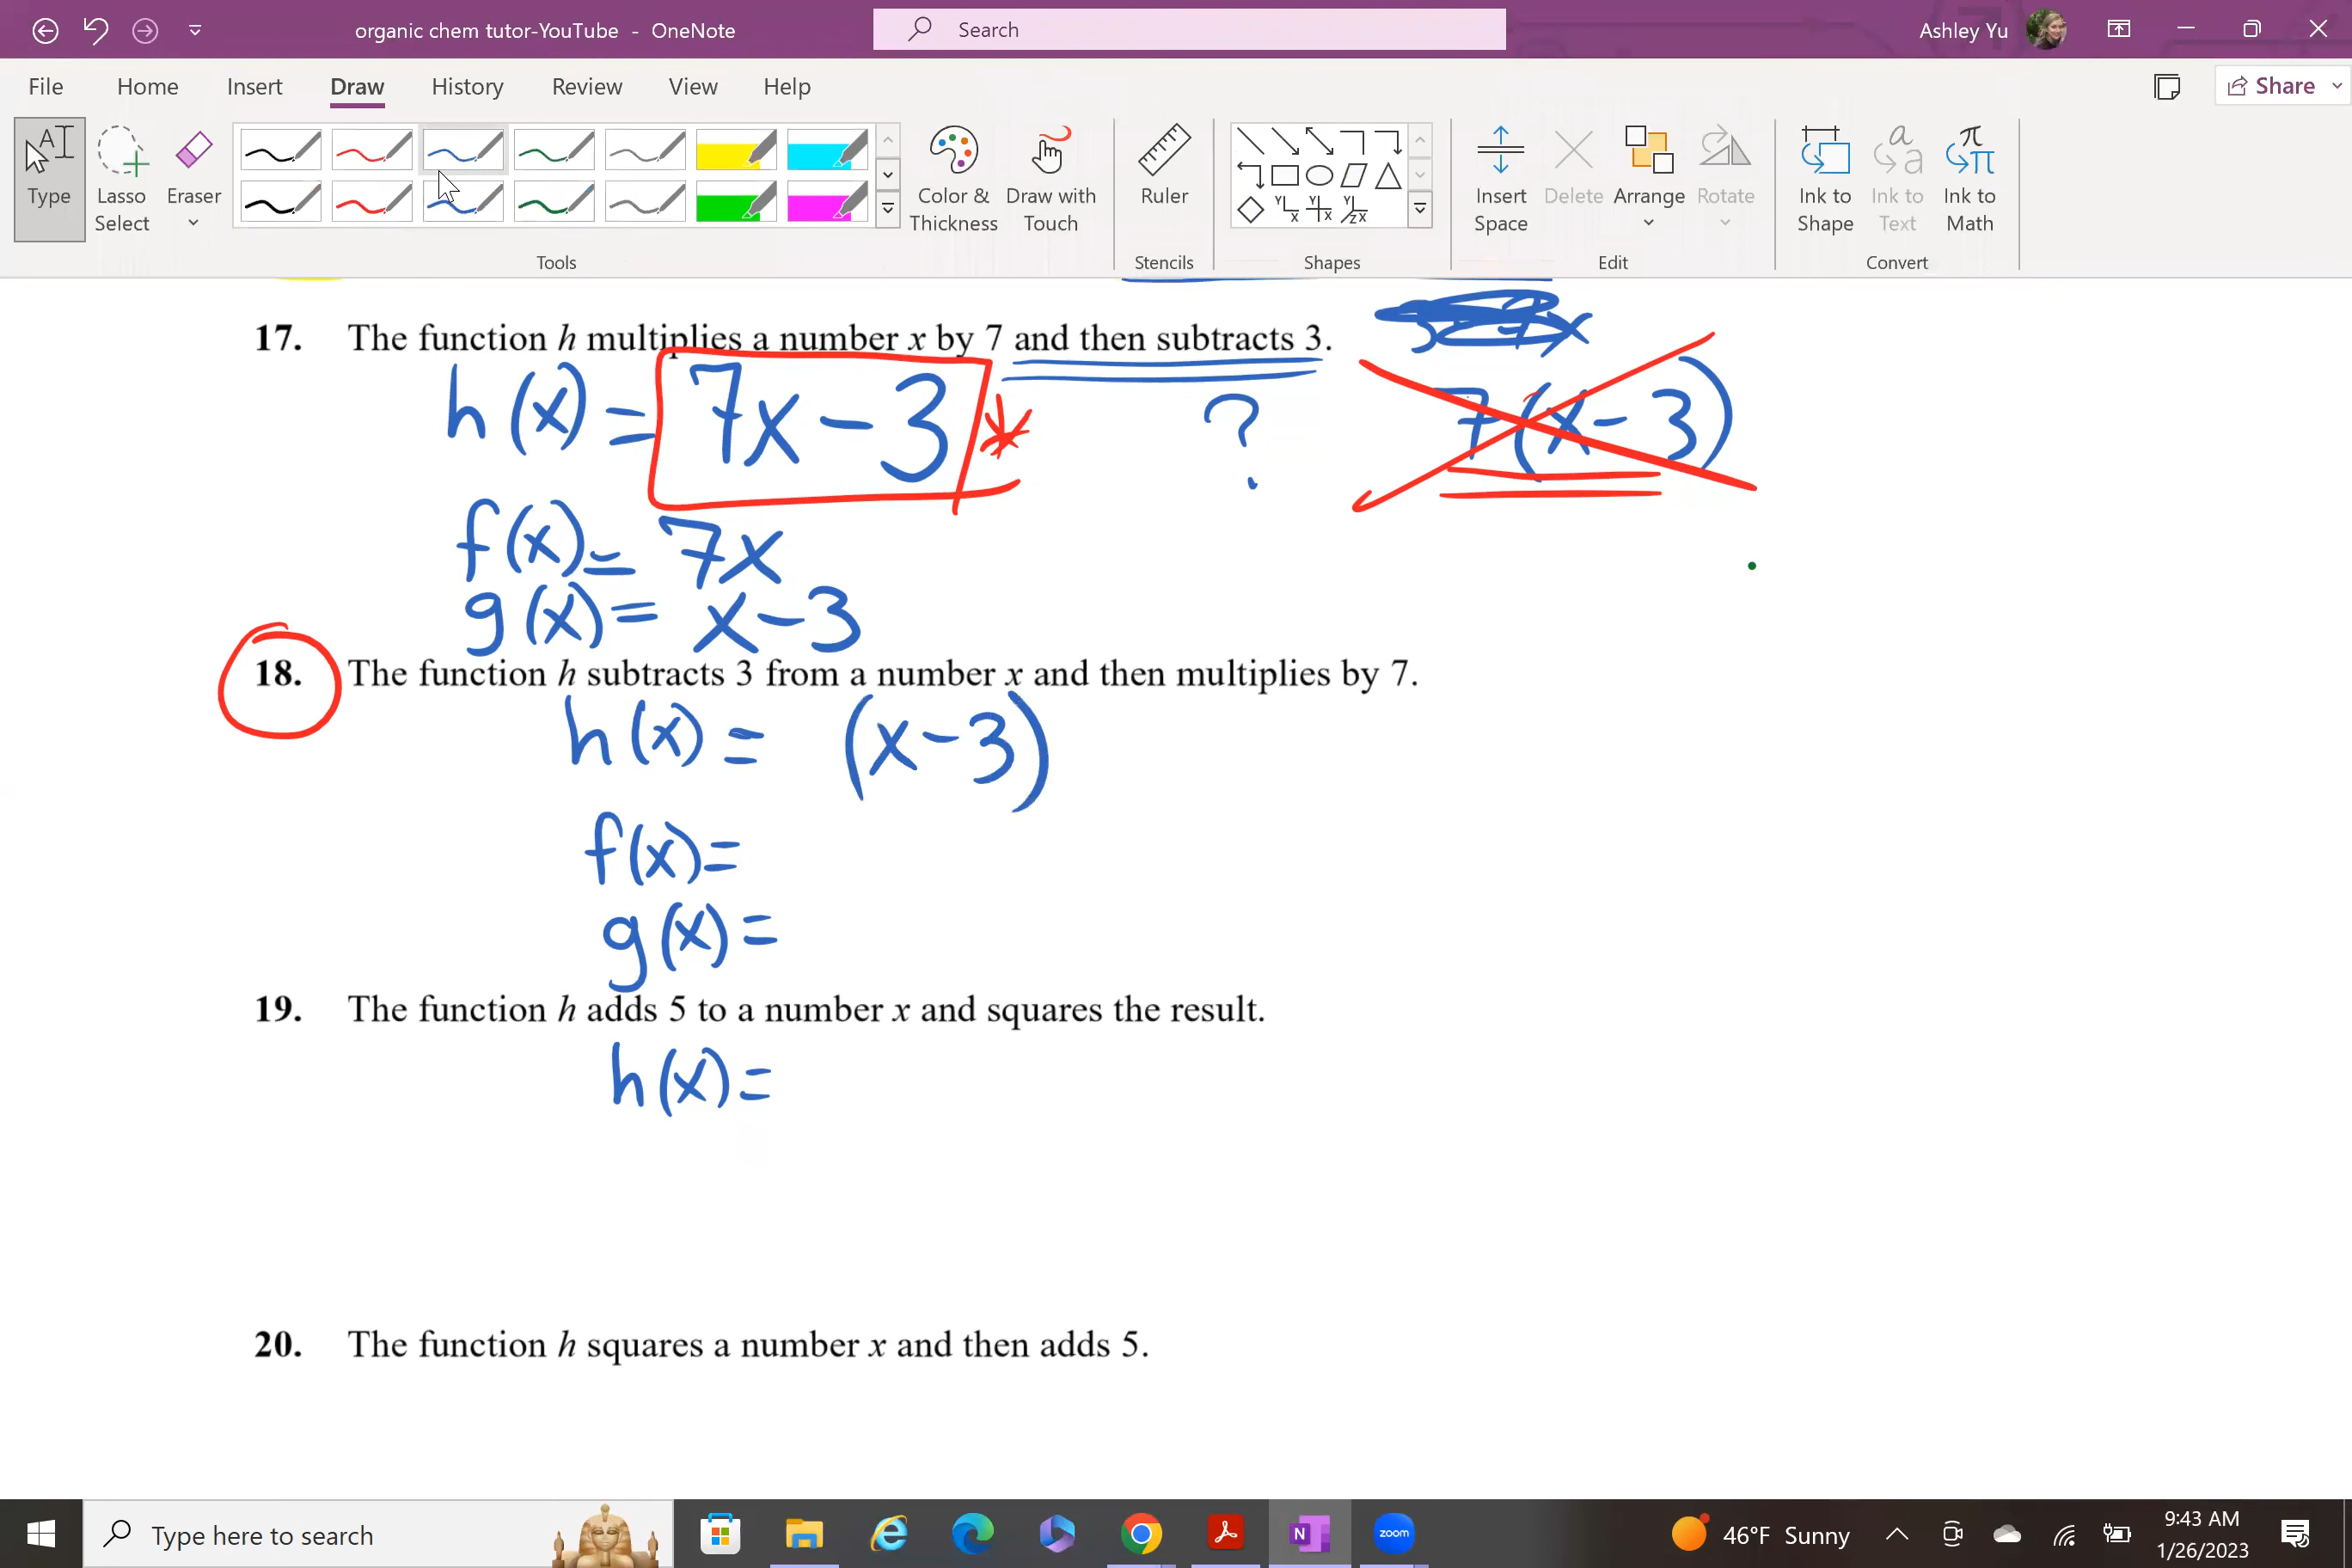 organic chem tutor-YouTube - OneNote
Search
Ashley Yu
File Home Insert Draw History Review View Help
Share
Type
Lasso Select
Eraser
Color & Thickness
Draw with Touch
Ruler
Insert Space
Delete
Arrange
Rotate
Ink to Shape
Ink to Text
Ink to Math
Tools
Stencils
Shapes
Edit
Convert
17. The function h multiplies a number x by 7 and then subtracts 3.
h(x) = 7x-3 * ? 7(x-3)
f(x) = 7x
g(x) = x-3
18. The function h subtracts 3 from a number x and then multiplies by 7.
h(x) = (x-3)
f(x)=
g(x)=
19. The function h adds 5 to a number x and squares the result.
h(x)=
20. The function h squares a number x and then adds 5.
Type here to search
zoom
46°F Sunny
9:43 AM
1/26/2023